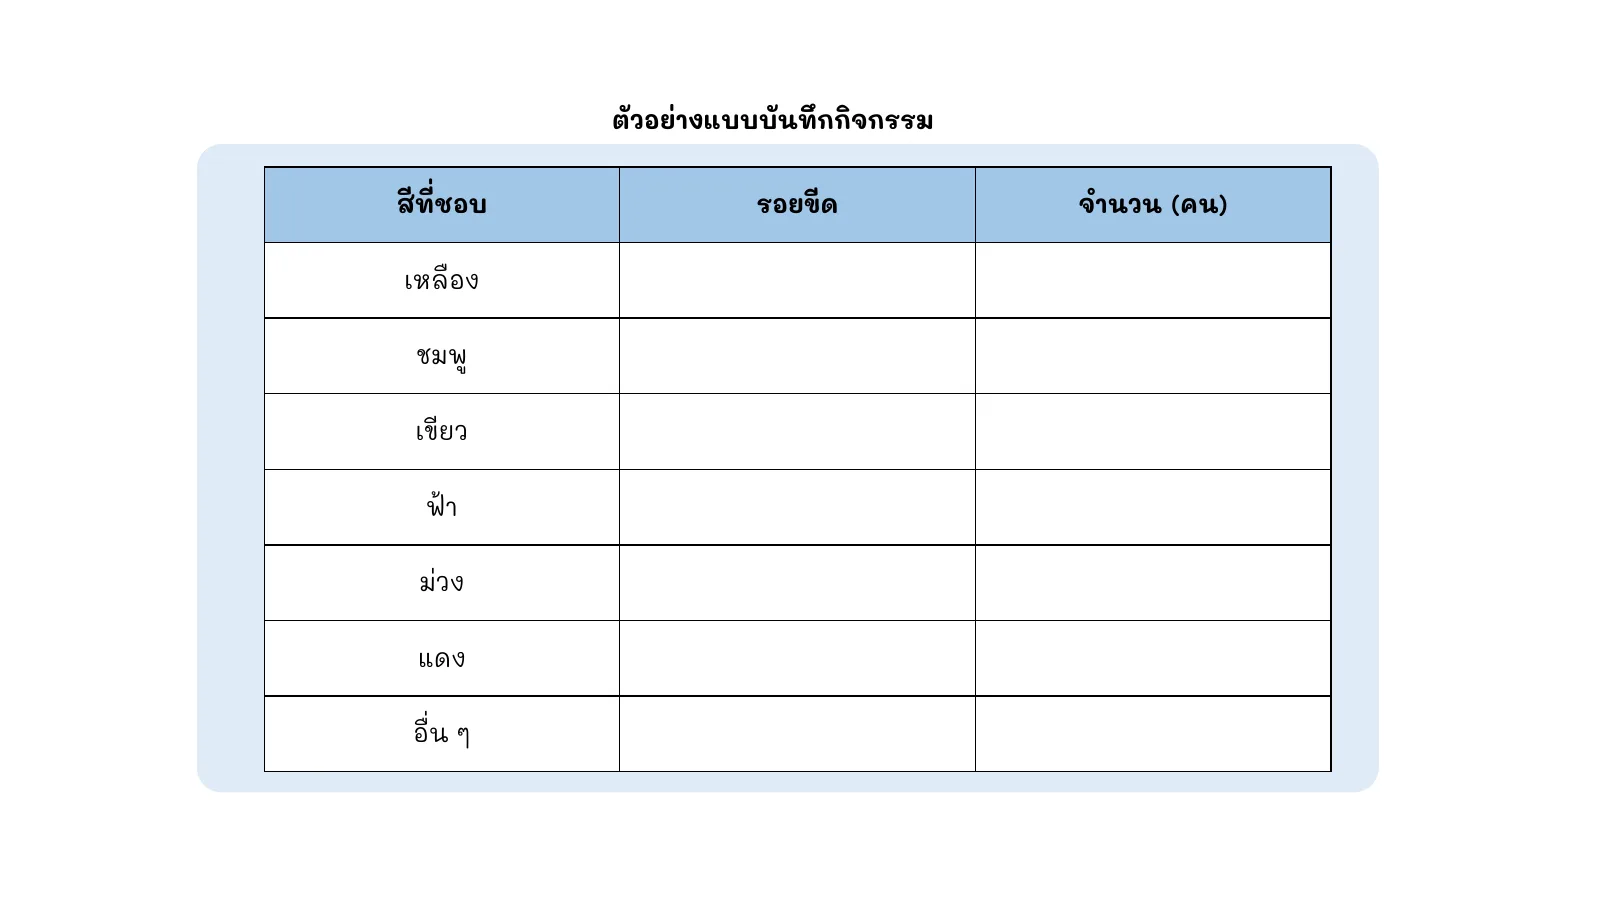 ตัวอย่างแบบบันทึกกิจกรรม
สีที่ชอบ รอยขีด จำนวน (คน)
เหลือง
ชมพู
เขียว
ฟ้า
ม่วง
แดง
อื่น ๆ